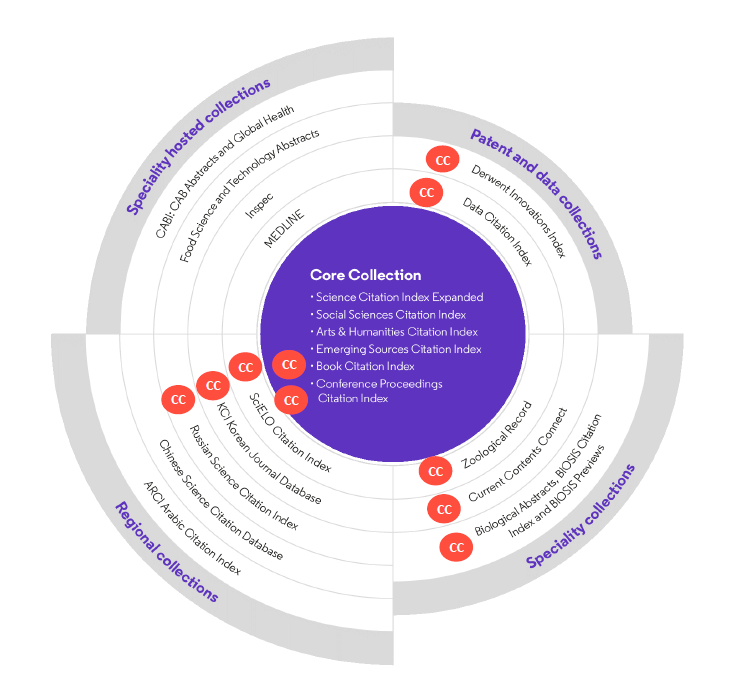 Speciality hosted collections
CABI: CAB Abstracts and Global Health
Food Science and Technology Abstracts
Inspec
MEDLINE
Patent and data collections
CC
Derwent Innovations Index
CC
Data Citation Index
Core Collection
• Science Citation Index Expanded
• Social Sciences Citation Index
• Arts & Humanities Citation Index
• Emerging Sources Citation Index
CC
• Book Citation Index
CC
• Conference Proceedings
Citation Index
CC
SciELO Citation Index
CC
KCI Korean Journal Database
CC
Russian Science Citation Index
Chinese Science Citation Database
ARCI Arabic Citation Index
Regional collections
CC
Zoological Record
CC
Current Contents Connect
CC
Biological Abstracts, BIOSIS Citation
Index and BIOSIS Previews
Speciality collections